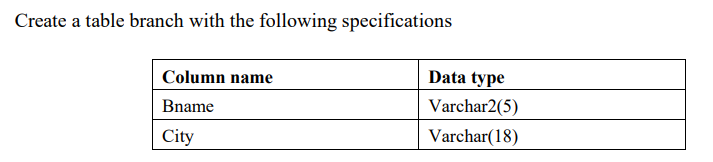 Create a table branch with the following specifications
Column name Data type
Bname Varchar2(5)
City Varchar(18)